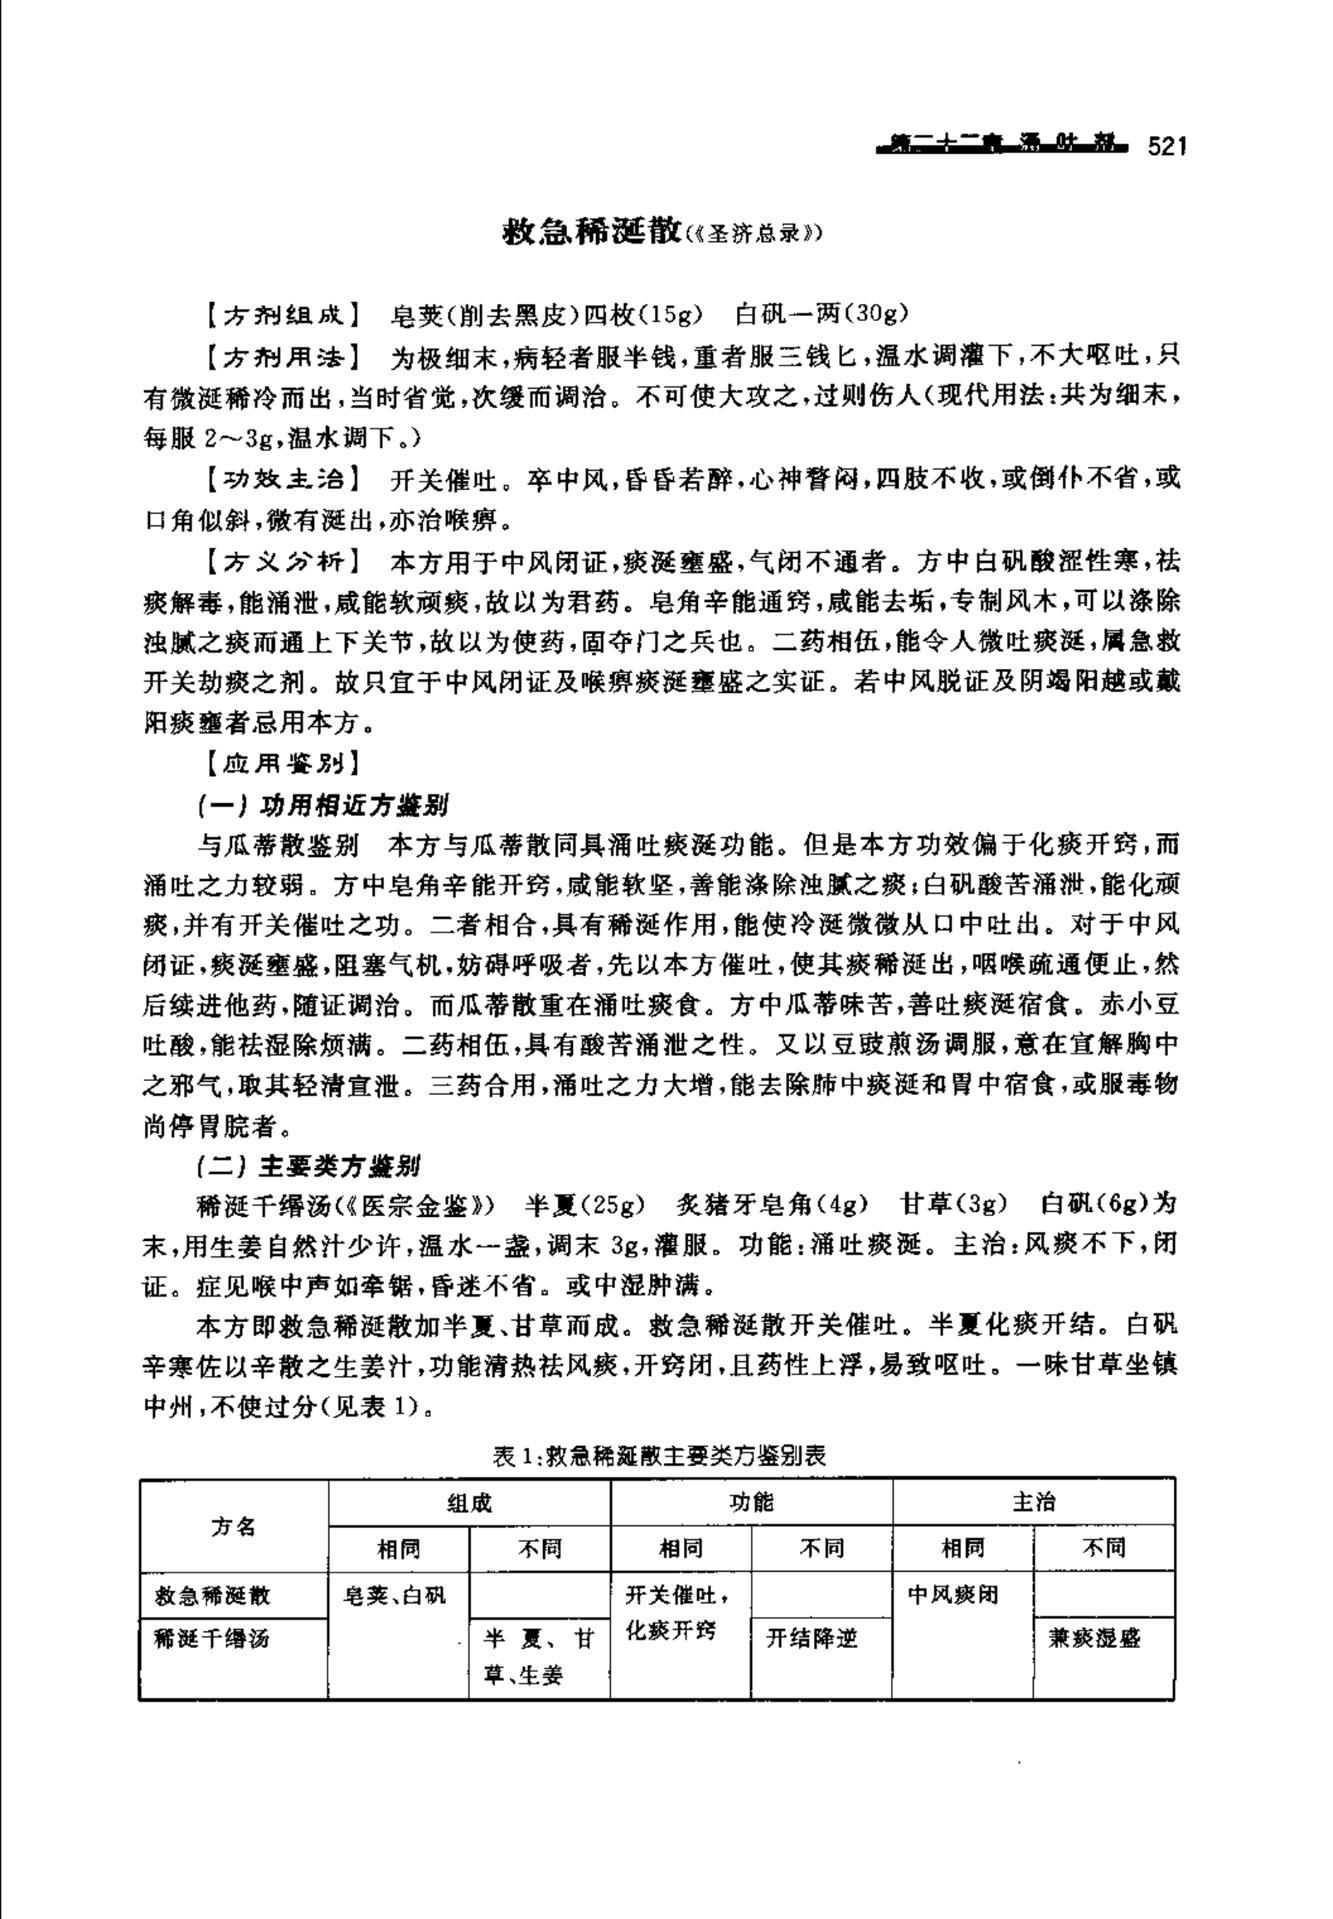 第二十二章 涌吐剂 521
救急稀涎散(《圣济总录》)
【方剂组成】 皂荚(削去黑皮)四枚(15g) 白矾一两(30g)
【方剂用法】 为极细末,病轻者服半钱,重者服三钱匕,温水调灌下,不大呕吐,只
有微涎稀冷而出,当时省觉,次缓而调治。不可使大攻之,过则伤人(现代用法:共为细末,
每服 2～3g,温水调下。)
【功效主治】 开关催吐。卒中风,昏昏若醉,心神瞀闷,四肢不收,或倒仆不省,或
口角似斜,微有涎出,亦治喉痹。
【方义分析】 本方用于中风闭证,痰涎壅盛,气闭不通者。方中白矾酸涩性寒,祛
痰解毒,能涌泄,咸能软顽痰,故以为君药。皂角辛能通窍,咸能去垢,专制风木,可以涤除
浊腻之痰而通上下关节,故以为使药,固夺门之兵也。二药相伍,能令人微吐痰涎,属急救
开关劫痰之剂。故只宜于中风闭证及喉痹痰涎壅盛之实证。若中风脱证及阴竭阳越或戴
阳痰壅者忌用本方。
【应用鉴别】
(一) 功用相近方鉴别
与瓜蒂散鉴别 本方与瓜蒂散同具涌吐痰涎功能。但是本方功效偏于化痰开窍,而
涌吐之力较弱。方中皂角辛能开窍,咸能软坚,善能涤除浊腻之痰;白矾酸苦涌泄,能化顽
痰,并有开关催吐之功。二者相合,具有稀涎作用,能使冷涎微微从口中吐出。对于中风
闭证,痰涎壅盛,阻塞气机,妨碍呼吸者,先以本方催吐,使其痰稀涎出,咽喉疏通便止,然
后续进他药,随证调治。而瓜蒂散重在涌吐痰食。方中瓜蒂味苦,善吐痰涎宿食。赤小豆
吐酸,能祛湿除烦满。二药相伍,具有酸苦涌泄之性。又以豆豉煎汤调服,意在宣解胸中
之邪气,取其轻清宣泄。三药合用,涌吐之力大增,能去除肺中痰涎和胃中宿食,或服毒物
尚停胃脘者。
(二) 主要类方鉴别
稀涎千缗汤(《医宗金鉴》) 半夏(25g) 炙猪牙皂角(4g) 甘草(3g) 白矾(6g)为
末,用生姜自然汁少许,温水一盏,调末 3g,灌服。功能:涌吐痰涎。主治:风痰不下,闭
证。症见喉中声如牵锯,昏迷不省。或中湿肿满。
本方即救急稀涎散加半夏、甘草而成。救急稀涎散开关催吐。半夏化痰开结。白矾
辛寒佐以辛散之生姜汁,功能清热祛风痰,开窍闭,且药性上浮,易致呕吐。一味甘草坐镇
中州,不使过分(见表 1)。
表 1:救急稀涎散主要类方鉴别表
方名 组成 功能 主治
相同 不同 相同 不同 相同 不同
救急稀涎散 皂荚、白矾 开关催吐, 中风痰闭
化痰开窍
稀涎千缗汤 半夏、甘 开结降逆 兼痰湿盛
草、生姜